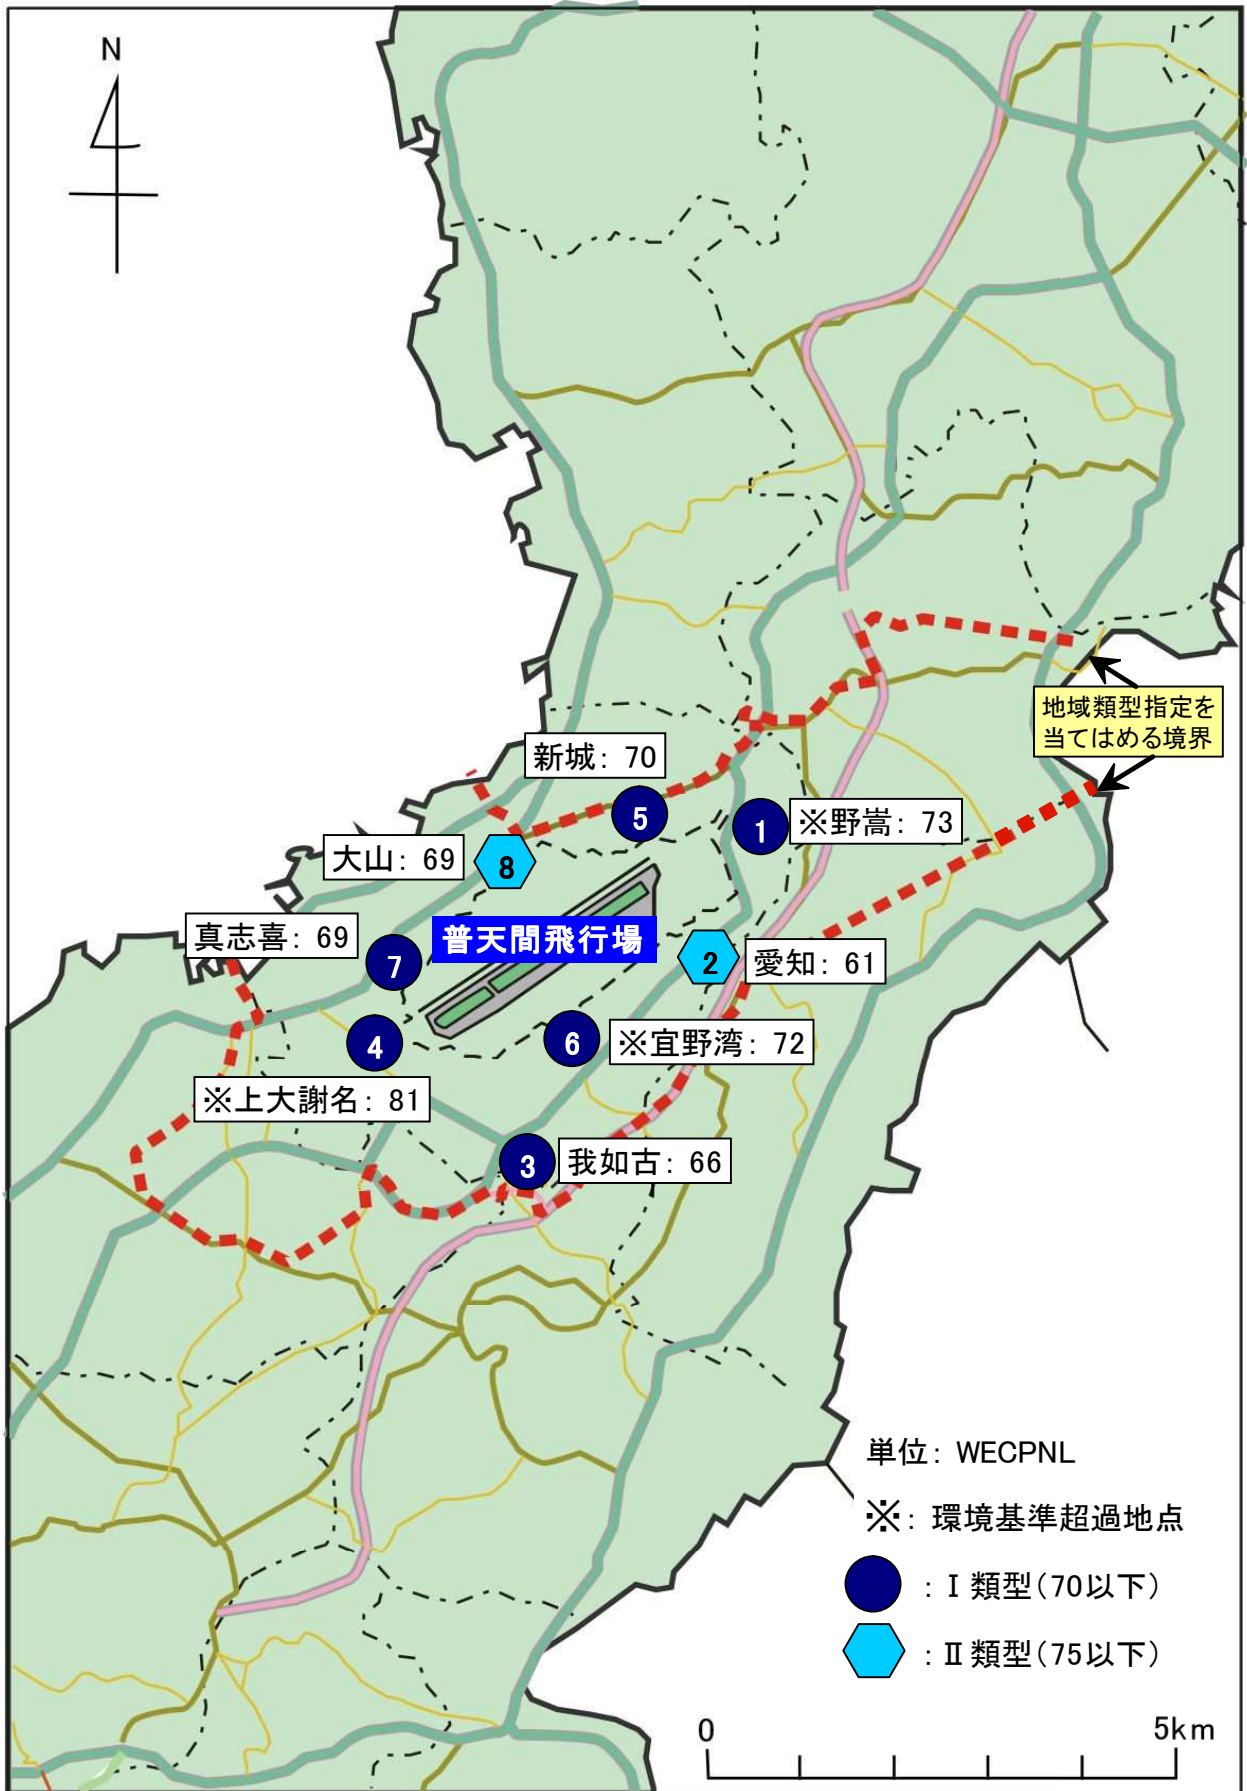 N
新城: 70
5
1
※野嵩: 73
地域類型指定を
当てはめる境界
大山: 69
8
真志喜: 69
7
普天間飛行場
2
愛知: 61
4
6
※宜野湾: 72
※上大謝名: 81
3
我如古: 66
単位: WECPNL
※: 環境基準超過地点
: Ⅰ類型(70以下)
: Ⅱ類型(75以下)
0 5km